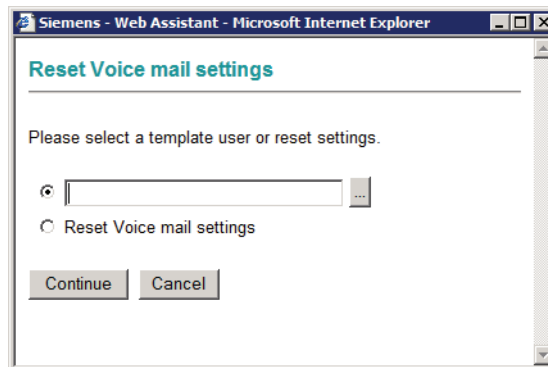 Siemens - Web Assistant - Microsoft Internet Explorer
Reset Voice mail settings
Please select a template user or reset settings.
...
Reset Voice mail settings
Continue Cancel